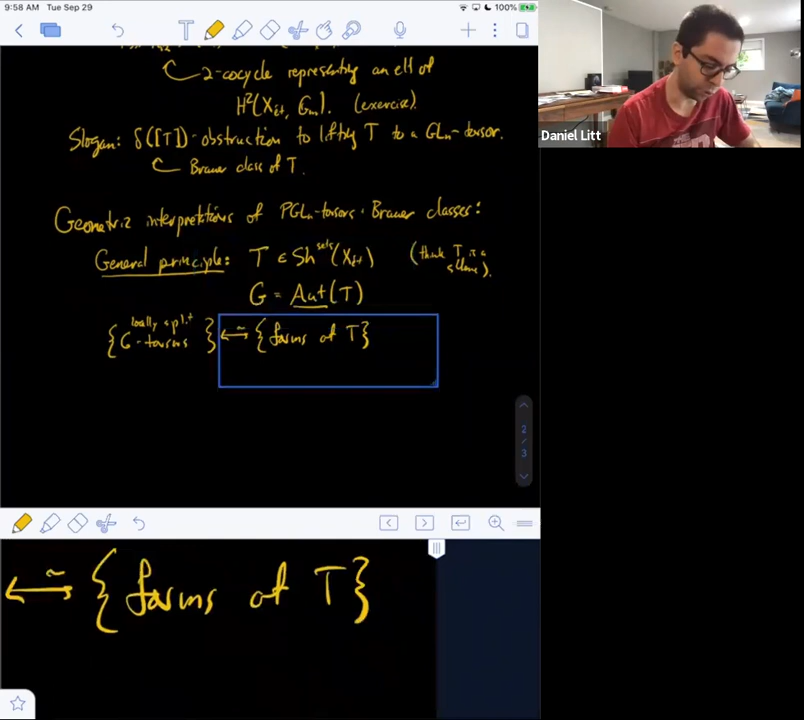 9:58 AM Tue Sep 29
100%
2-cocycle representing an elt of
H²(X_ét, G_m). (exercise).
Slogan: δ([T]) - obstruction to lifting T to a GLn-torsor.
Brauer class of T.
Geometric interpretations of PGLn-torsors, Brauer classes:
General principle: T ∈ Sh^sets(X_ét) (think T is a
scheme).
G = Aut(T)
locally split
{G-torsors} ⟷~ {forms of T}
2
/
3
⟷~ {forms of T}
T
Daniel Litt